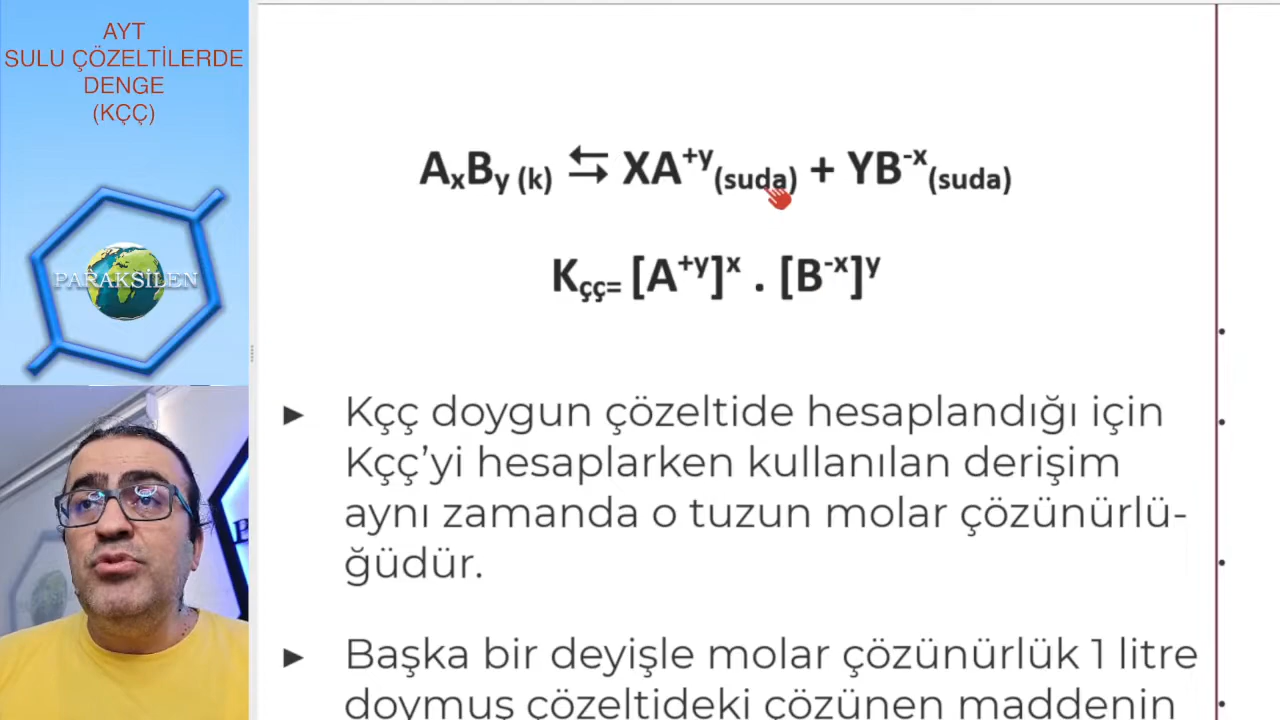 AYT
SULU ÇÖZELTİLERDE
DENGE
(KÇÇ)
PARAKSİLEN
AₓBy (k) ⇆ XA⁺ʸ(suda) + YB⁻ˣ(suda)
Kçç= [A⁺ʸ]ˣ . [B⁻ˣ]ʸ
► Kçç doygun çözeltide hesaplandığı için
Kçç’yi hesaplarken kullanılan derişim
aynı zamanda o tuzun molar çözünürlü-
ğüdür.
► Başka bir deyişle molar çözünürlük 1 litre
doymuş çözeltideki çözünen maddenin